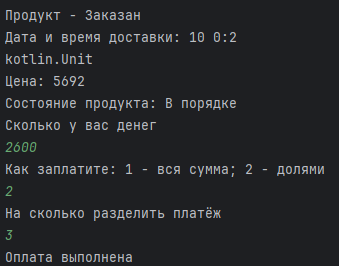 Продукт - Заказан
Дата и время доставки: 10 0:2
kotlin.Unit
Цена: 5692
Состояние продукта: В порядке
Сколько у вас денег
2600
Как заплатите: 1 - вся сумма; 2 - долями
2
На сколько разделить платёж
3
Оплата выполнена